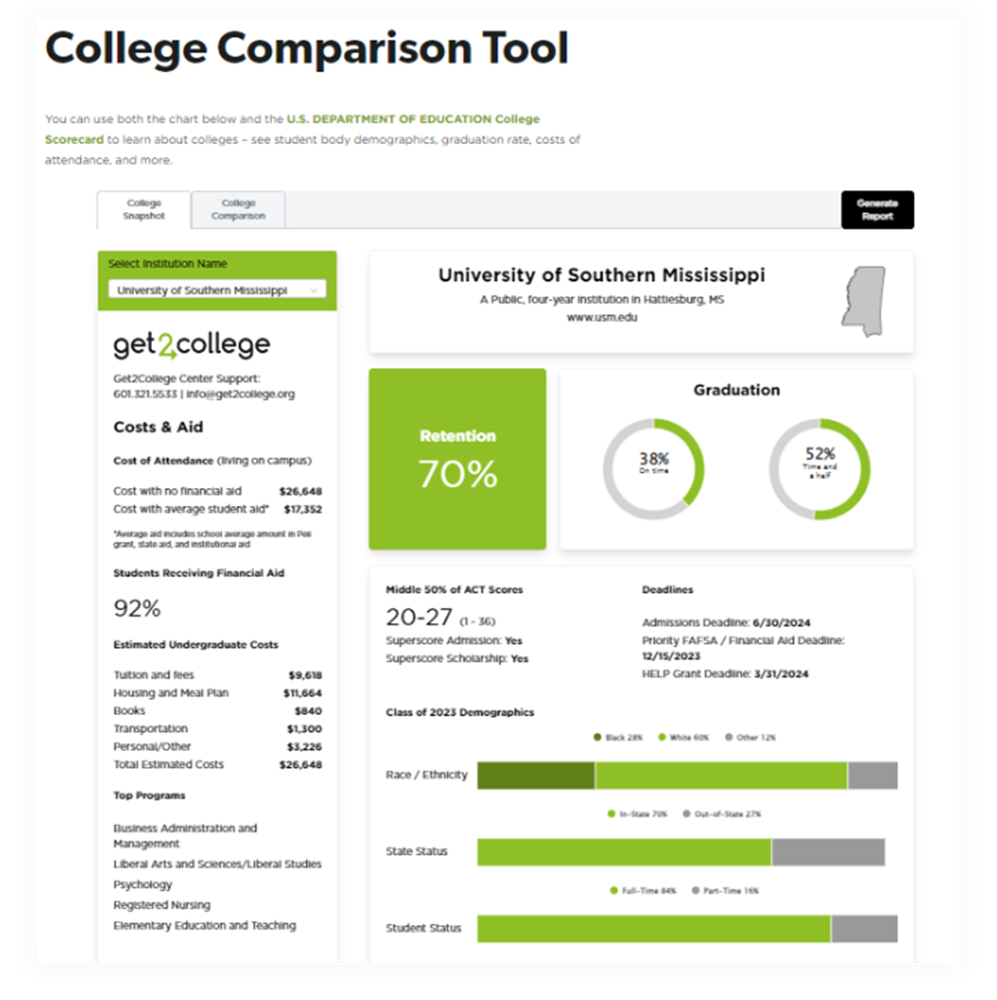 College Comparison Tool
You can use both the chart below and the U.S. DEPARTMENT OF EDUCATION College
Scorecard to learn about colleges – see student body demographics, graduation rate, costs of
attendance, and more.
College
Snapshot
College
Comparison
Generate
Report
Select Institution Name
University of Southern Mississippi
get2college
Get2College Center Support:
601.321.5533 | info@get2college.org
Costs & Aid
Cost of Attendance (living on campus)
Cost with no financial aid $26,648
Cost with average student aid* $17,352
*Average aid includes school average amount in Pell
grant, state aid, and institutional aid
Students Receiving Financial Aid
92%
Estimated Undergraduate Costs
Tuition and fees $9,618
Housing and Meal Plan $11,664
Books $840
Transportation $1,300
Personal/Other $3,226
Total Estimated Costs $26,648
Top Programs
Business Administration and
Management
Liberal Arts and Sciences/Liberal Studies
Psychology
Registered Nursing
Elementary Education and Teaching
University of Southern Mississippi
A Public, four-year institution in Hattiesburg, MS
www.usm.edu
Retention
70%
Graduation
38%
On time
52%
Time and
a half
Middle 50% of ACT Scores
20-27 (1 - 36)
Superscore Admission: Yes
Superscore Scholarship: Yes
Deadlines
Admissions Deadline: 6/30/2024
Priority FAFSA / Financial Aid Deadline:
12/15/2023
HELP Grant Deadline: 3/31/2024
Class of 2023 Demographics
Black 28% White 60% Other 12%
Race / Ethnicity
In-State 70% Out-of-State 27%
State Status
Full-Time 84% Part-Time 16%
Student Status